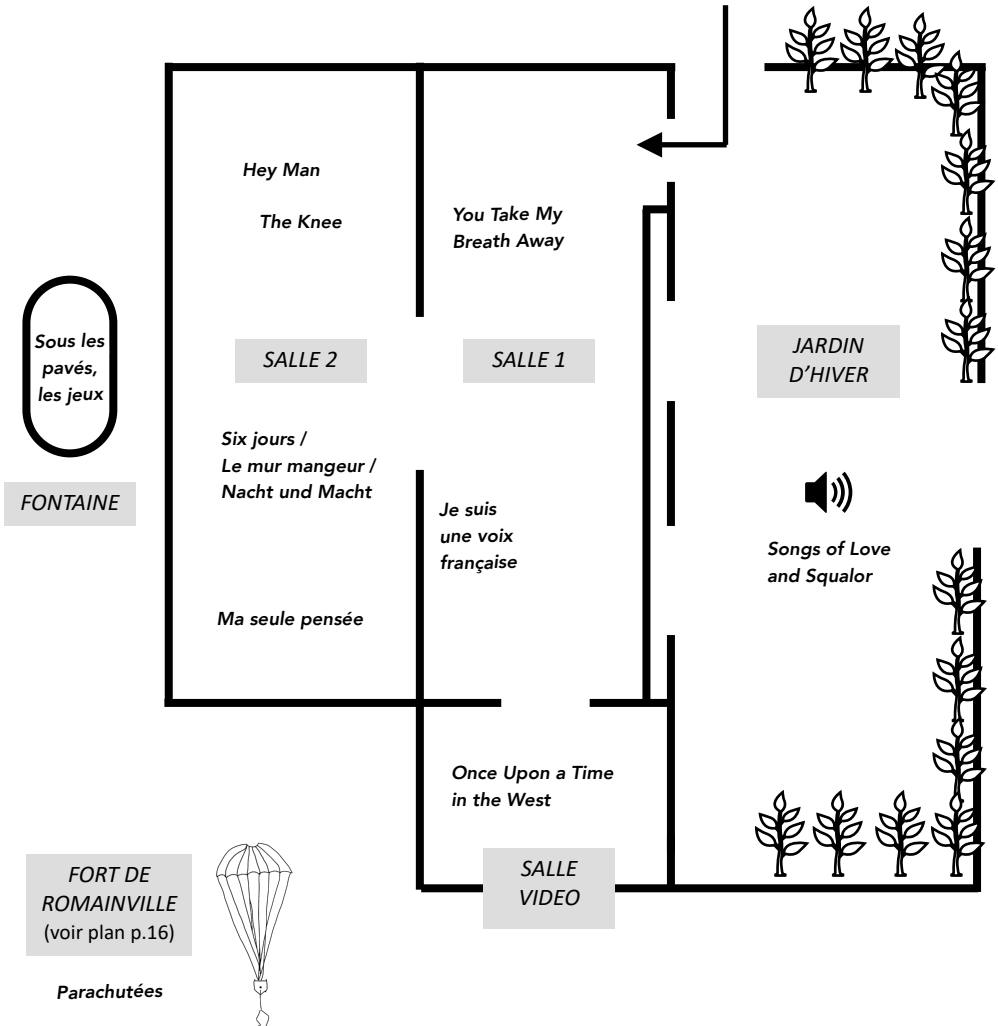 Hey Man
The Knee
You Take My
Breath Away
Sous les
pavés,
les jeux
SALLE 2
SALLE 1
JARDIN
D’HIVER
FONTAINE
Six jours /
Le mur mangeur /
Nacht und Macht
Je suis
une voix
française
Songs of Love
and Squalor
Ma seule pensée
Once Upon a Time
in the West
SALLE
VIDEO
FORT DE
ROMAINVILLE
(voir plan p.16)
Parachutées